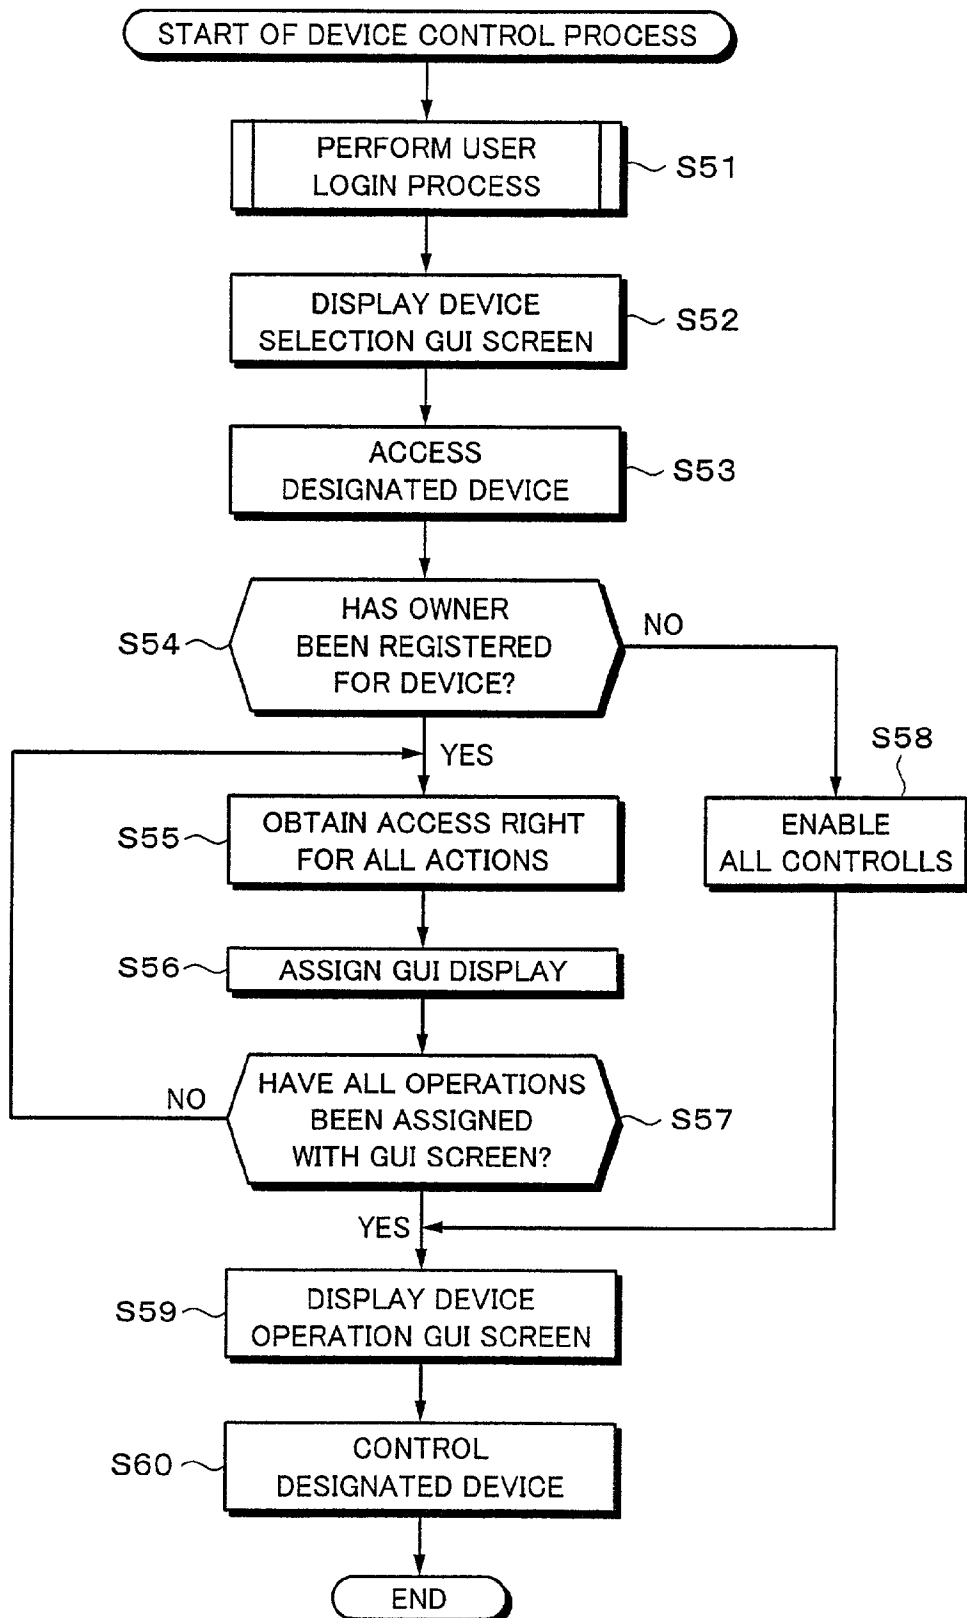 START OF DEVICE CONTROL PROCESS
PERFORM USER
LOGIN PROCESS
S51
DISPLAY DEVICE
SELECTION GUI SCREEN
S52
ACCESS
DESIGNATED DEVICE
S53
HAS OWNER
BEEN REGISTERED
FOR DEVICE?
S54
NO
YES
S58
ENABLE
ALL CONTROLLS
OBTAIN ACCESS RIGHT
FOR ALL ACTIONS
S55
S56
ASSIGN GUI DISPLAY
HAVE ALL OPERATIONS
BEEN ASSIGNED
WITH GUI SCREEN?
NO
S57
YES
DISPLAY DEVICE
OPERATION GUI SCREEN
S59
CONTROL
DESIGNATED DEVICE
S60
END